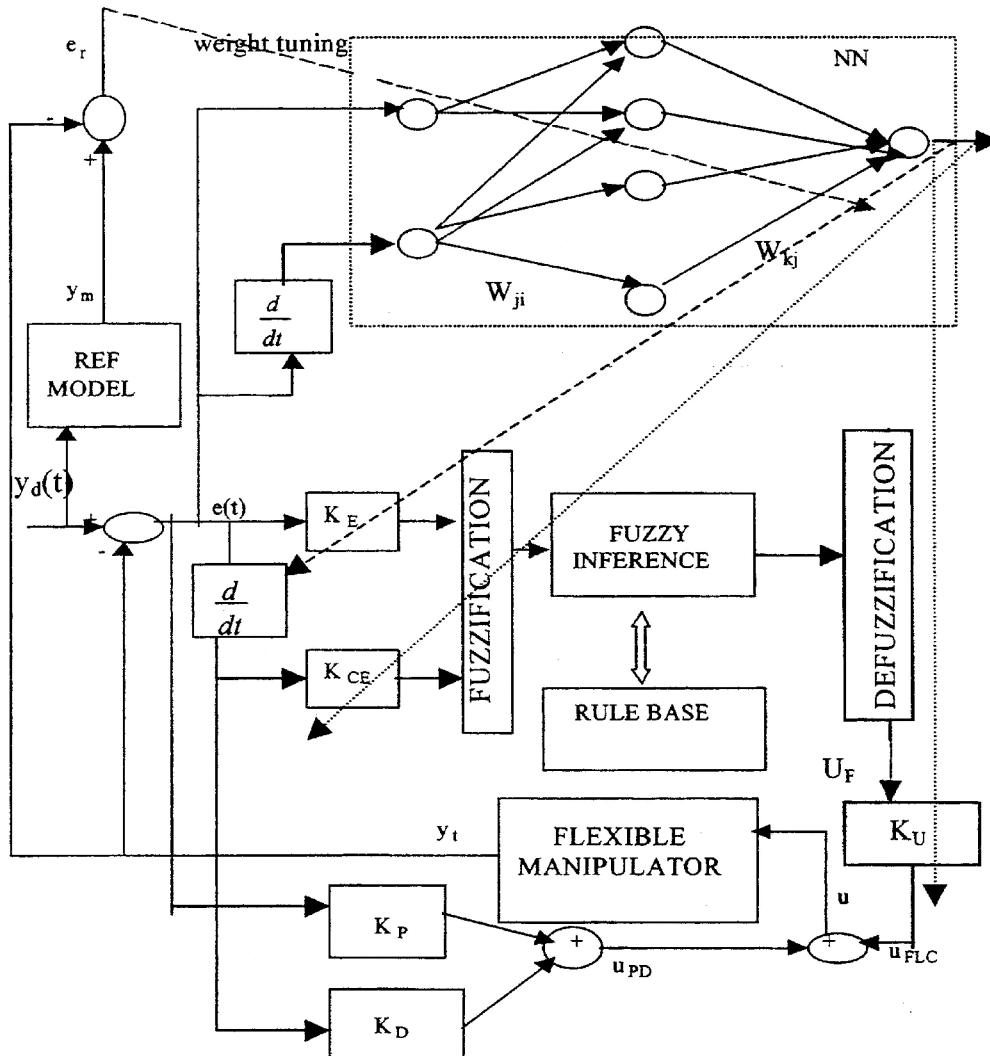 e_r
weight tuning
NN
-
+
W_kj
W_ji
y_m
d
dt
REF
MODEL
y_d(t)
+
-
e(t)
K_E
d
dt
K_CE
FUZZIFICATION
FUZZY
INFERENCE
RULE BASE
DEFUZZIFICATION
U_F
K_U
y_t
FLEXIBLE
MANIPULATOR
u
K_P
+
u_PD
+
u_FLC
K_D